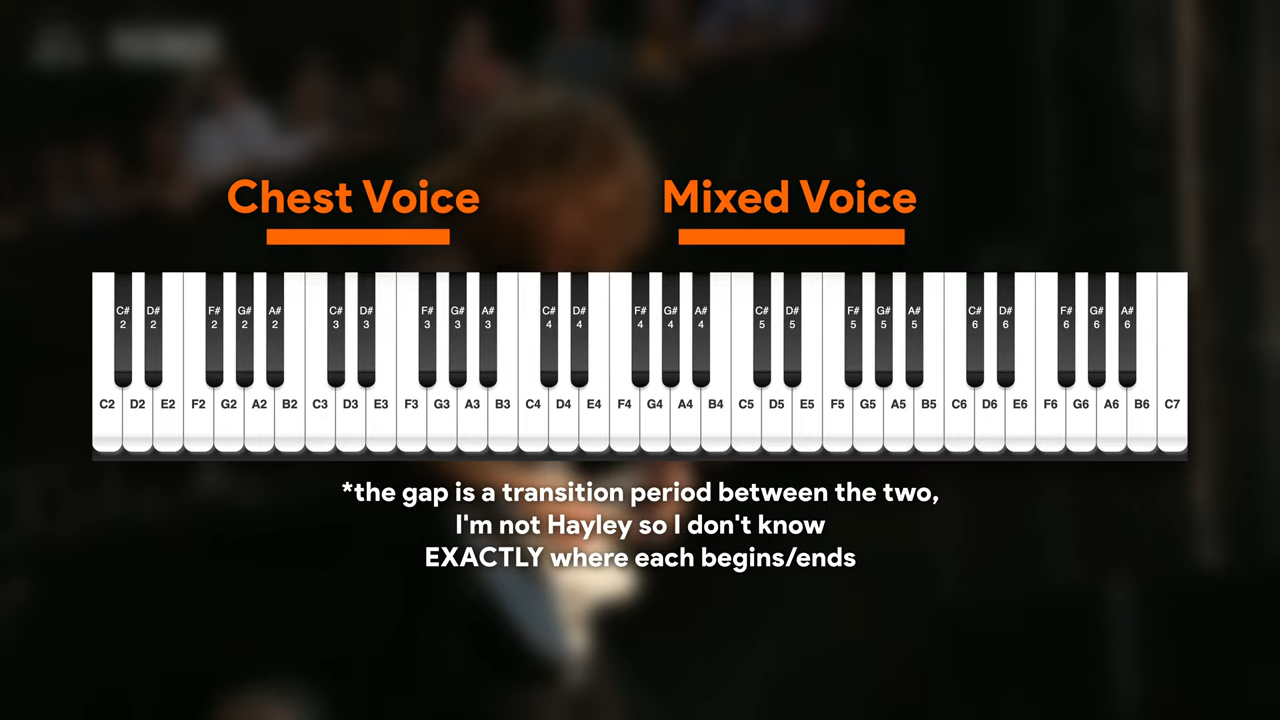 Chest Voice Mixed Voice
C# 2 D# 2 F# 2 G# 2 A# 2 C# 3 D# 3 F# 3 G# 3 A# 3 C# 4 D# 4 F# 4 G# 4 A# 4 C# 5 D# 5 F# 5 G# 5 A# 5 C# 6 D# 6 F# 6 G# 6 A# 6
C2 D2 E2 F2 G2 A2 B2 C3 D3 E3 F3 G3 A3 B3 C4 D4 E4 F4 G4 A4 B4 C5 D5 E5 F5 G5 A5 B5 C6 D6 E6 F6 G6 A6 B6 C7
*the gap is a transition period between the two,
I'm not Hayley so I don't know
EXACTLY where each begins/ends